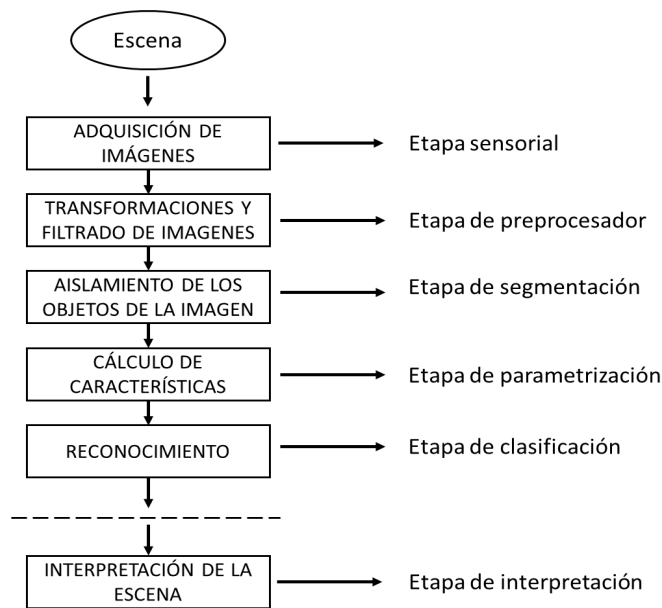 Escena
ADQUISICIÓN DE
IMÁGENES
Etapa sensorial
TRANSFORMACIONES Y
FILTRADO DE IMAGENES
Etapa de preprocesador
AISLAMIENTO DE LOS
OBJETOS DE LA IMAGEN
Etapa de segmentación
CÁLCULO DE
CARACTERÍSTÍCAS
Etapa de parametrización
RECONOCIMIENTO
Etapa de clasificación
INTERPRETACIÓN DE LA
ESCENA
Etapa de interpretación